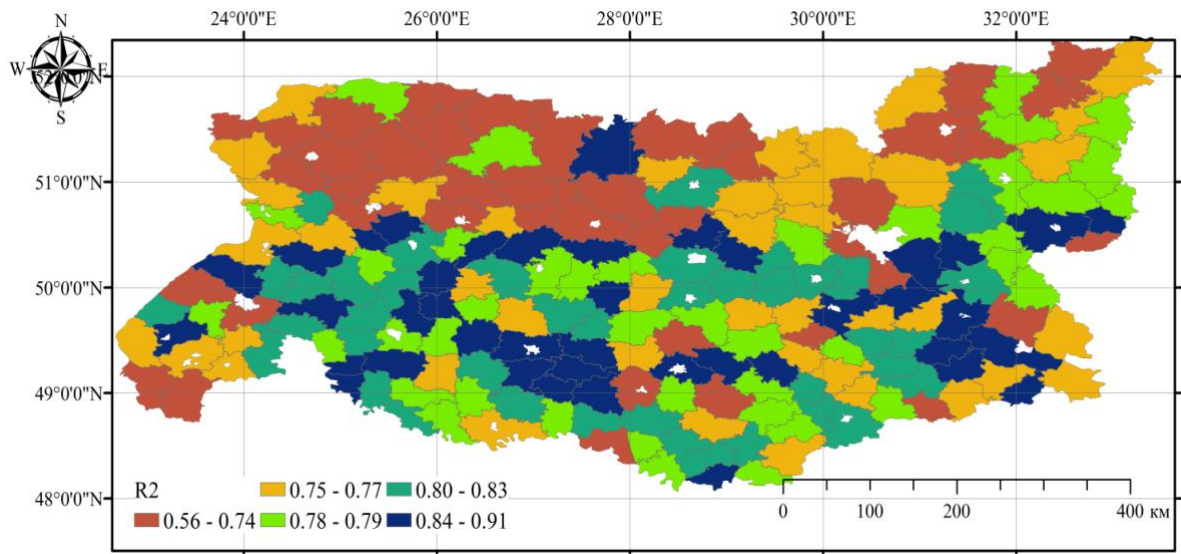 24°0'0"E 26°0'0"E 28°0'0"E 30°0'0"E 32°0'0"E
N
W E
S
51°0'0"N
50°0'0"N
49°0'0"N
48°0'0"N
R2
0.56 - 0.74
0.75 - 0.77
0.78 - 0.79
0.80 - 0.83
0.84 - 0.91
0 100 200 400 км